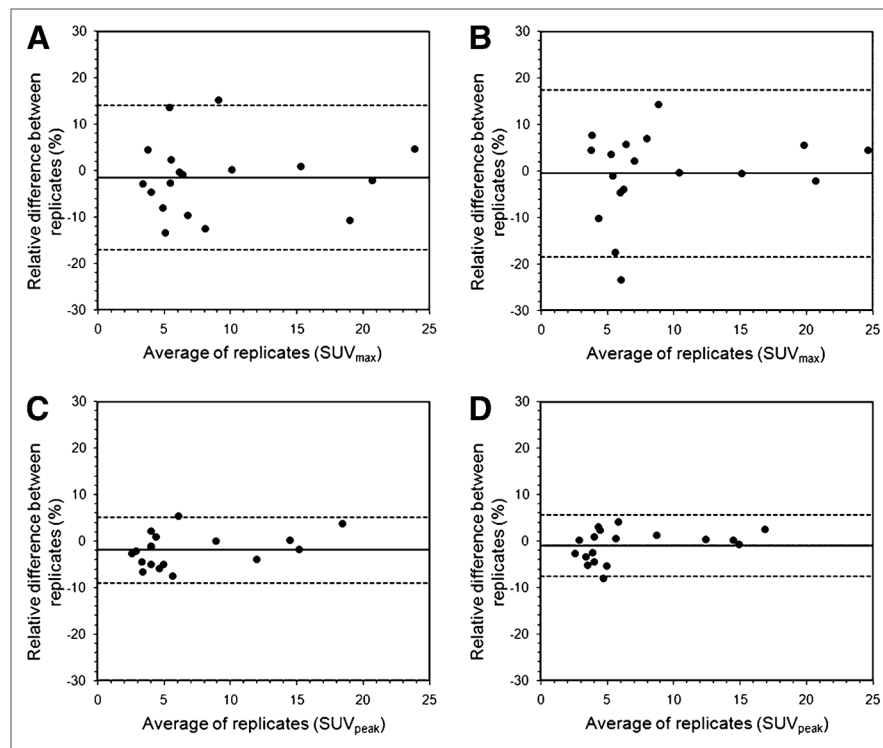 A
30
20
10
0
-10
-20
-30
Relative difference between
replicates (%)
0 5 10 15 20 25
Average of replicates (SUVmax)
B
30
20
10
0
-10
-20
-30
Relative difference between
replicates (%)
0 5 10 15 20 25
Average of replicates (SUVmax)
C
30
20
10
0
-10
-20
-30
Relative difference between
replicates (%)
0 5 10 15 20 25
Average of replicates (SUVpeak)
D
30
20
10
0
-10
-20
-30
Relative difference between
replicates (%)
0 5 10 15 20 25
Average of replicates (SUVpeak)